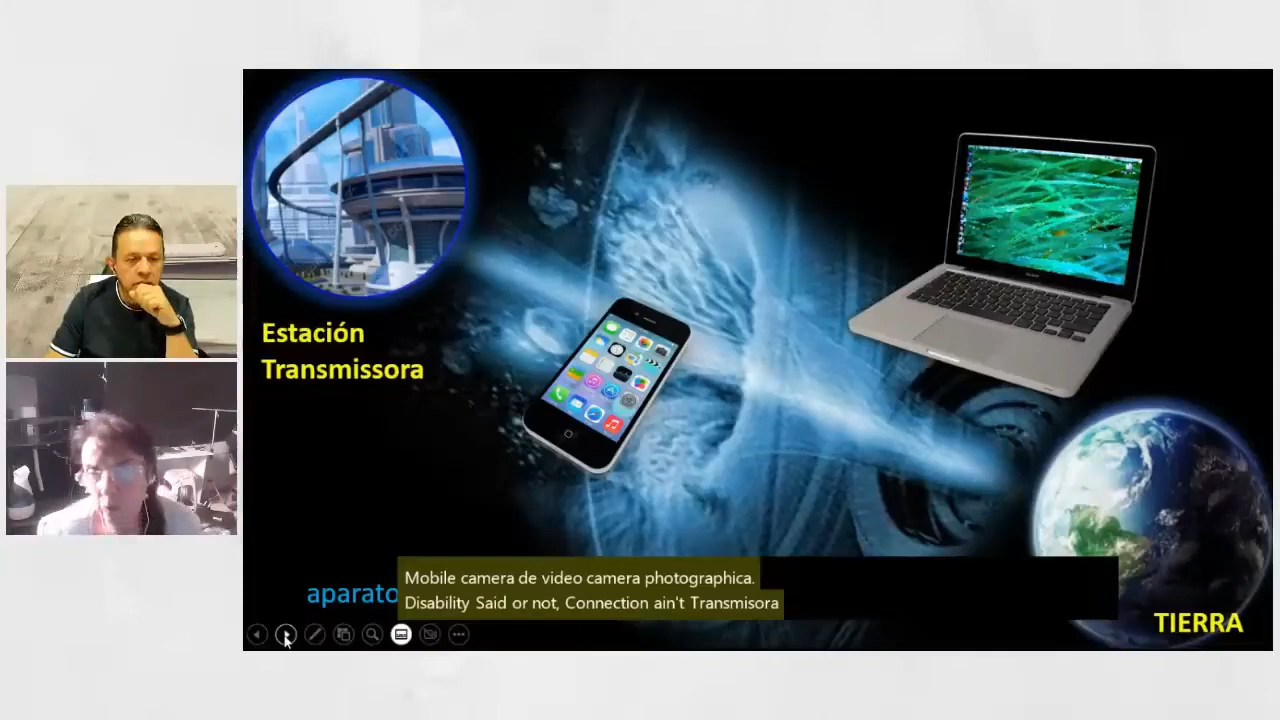 Estación
Transmissora
aparato
Mobile camera de video camera photographica.
Disability Said or not, Connection ain't Transmisora
TIERRA